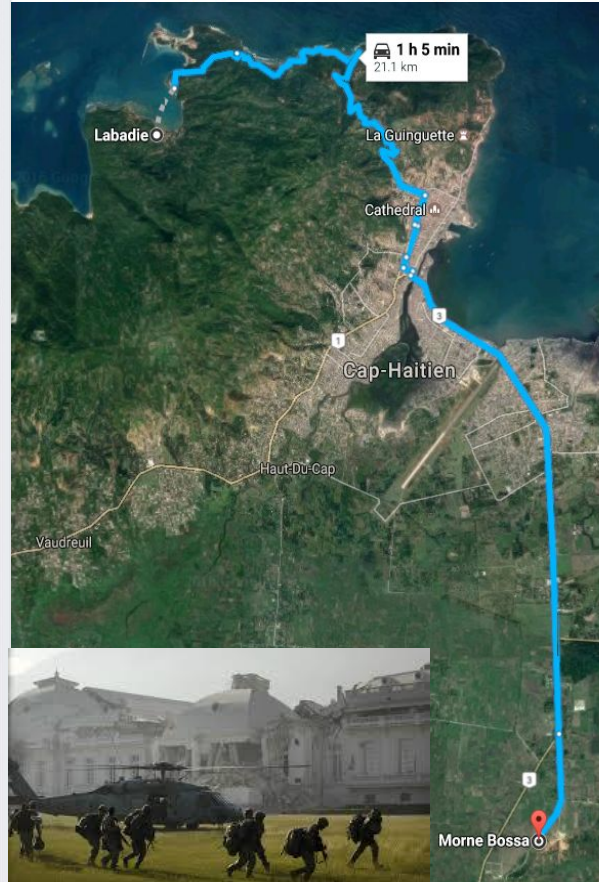 1 h 5 min
21.1 km
Labadie
La Guinguette
Cathedral
3
1
Cap-Haitien
Haut-Du-Cap
Vaudreuil
3
Morne Bossa